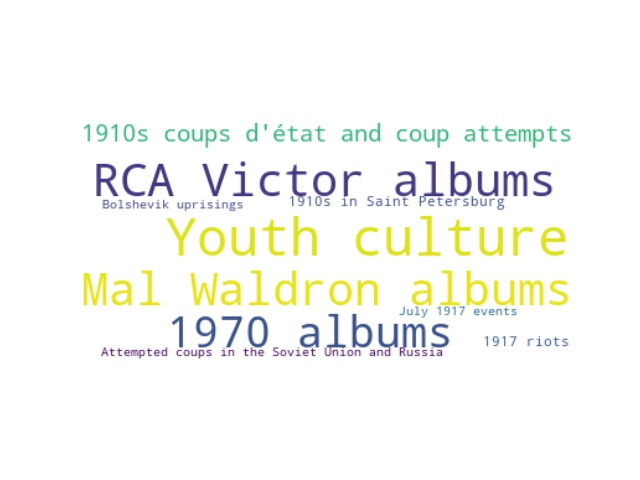 1910s coups d'état and coup attempts
RCA Victor albums
Bolshevik uprisings
1910s in Saint Petersburg
Youth culture
Mal Waldron albums
July 1917 events
1970 albums
1917 riots
Attempted coups in the Soviet Union and Russia